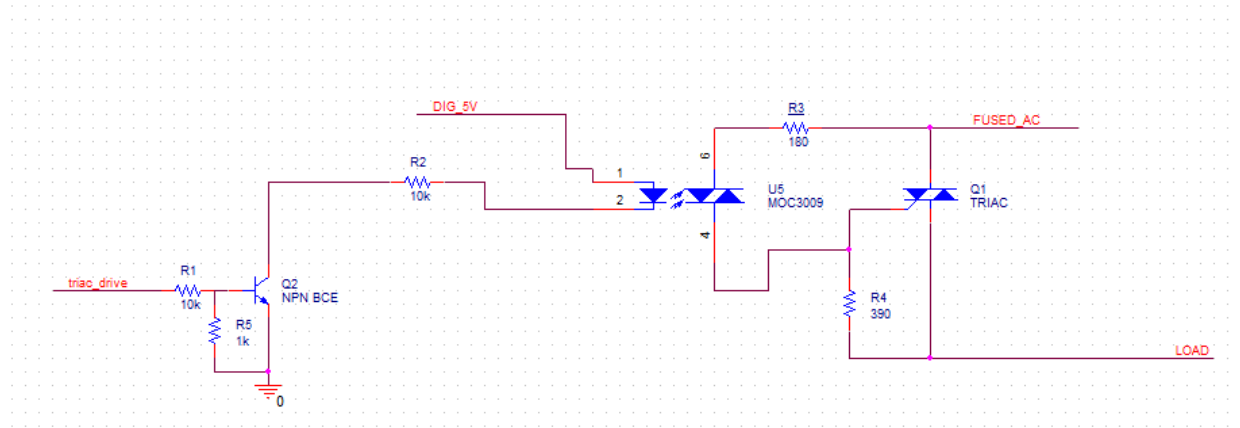 DIG_5V
R3
180
FUSED_AC
R2
10k
1
2
6
4
U5
MOC3009
Q1
TRIAC
triac_drive
R1
10k
Q2
NPN BCE
R5
1k
R4
390
LOAD
0